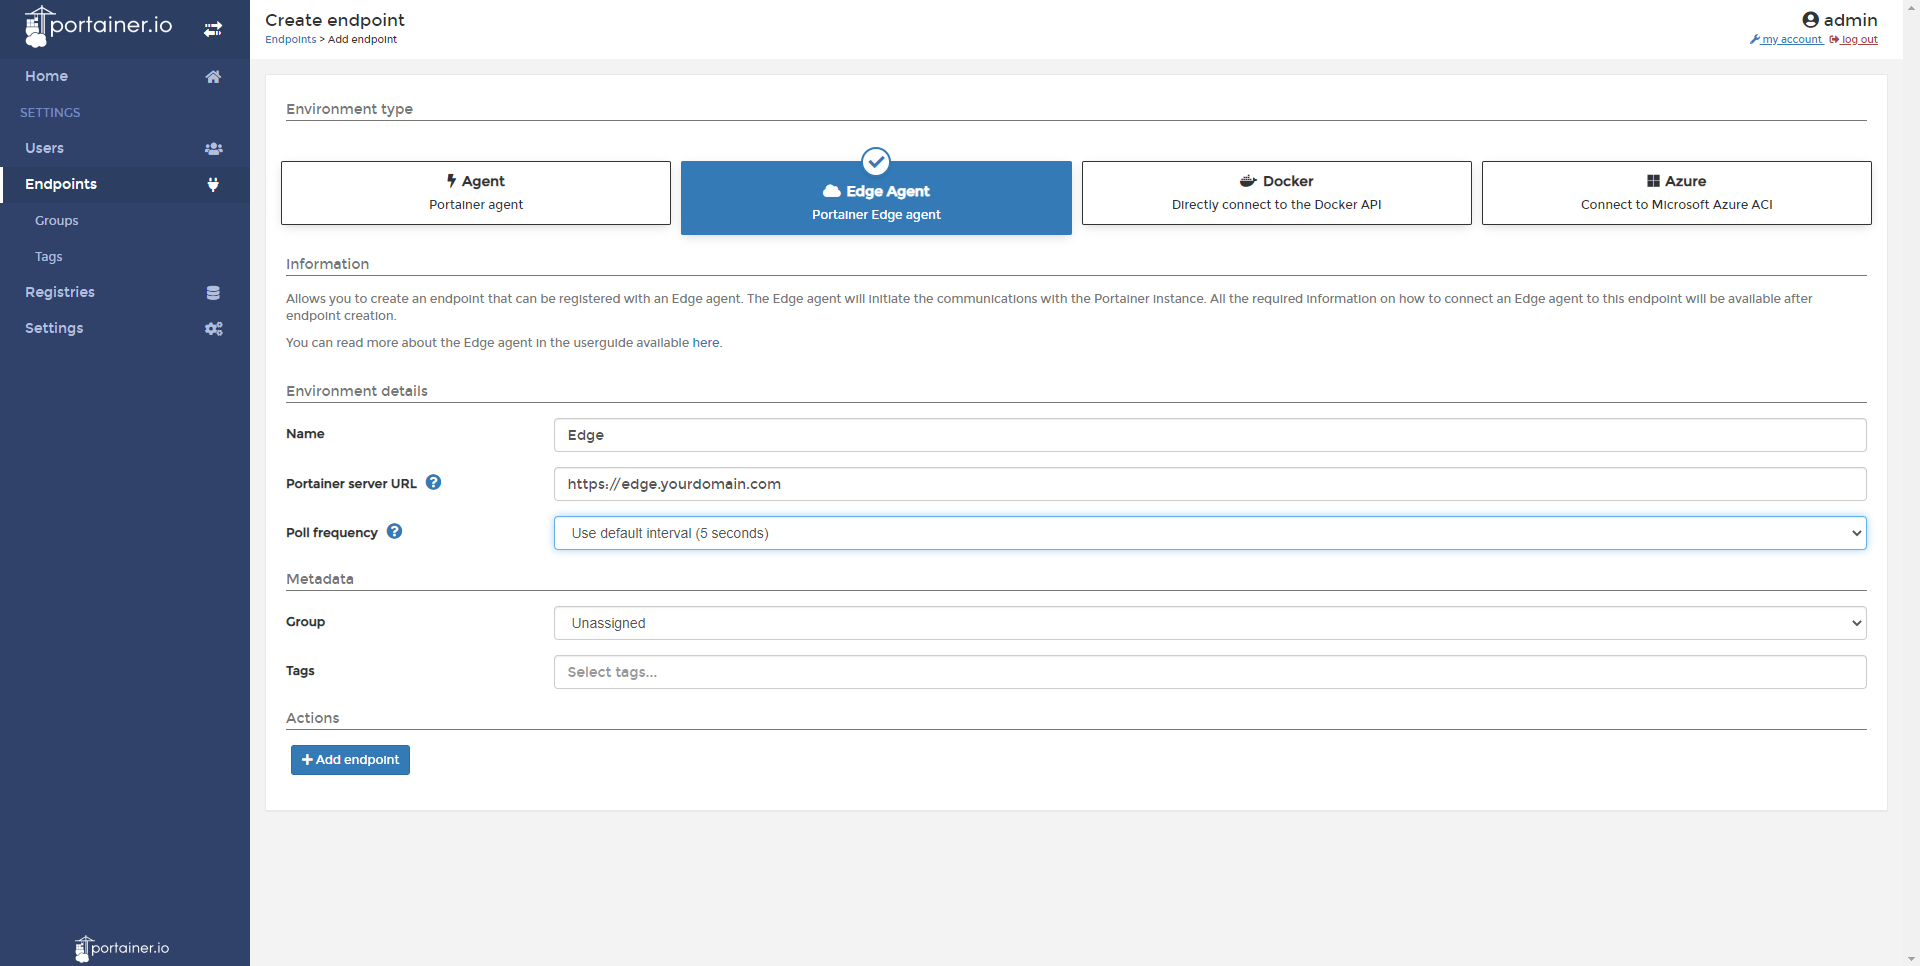 portainer.io
Create endpoint
Endpoints > Add endpoint
admin
my account
log out
Home
SETTINGS
Users
Endpoints
Groups
Tags
Registries
Settings
Environment type
Agent
Portainer agent
Edge Agent
Portainer Edge agent
Docker
Directly connect to the Docker API
Azure
Connect to Microsoft Azure ACI
Information
Allows you to create an endpoint that can be registered with an Edge agent. The Edge agent will initiate the communications with the Portainer instance. All the required information on how to connect an Edge agent to this endpoint will be available after
endpoint creation.
You can read more about the Edge agent in the userguide available here.
Environment details
Name
Edge
Portainer server URL
https://edge.yourdomain.com
Poll frequency
Use default interval (5 seconds)
Metadata
Group
Unassigned
Tags
Select tags...
Actions
+ Add endpoint
portainer.io